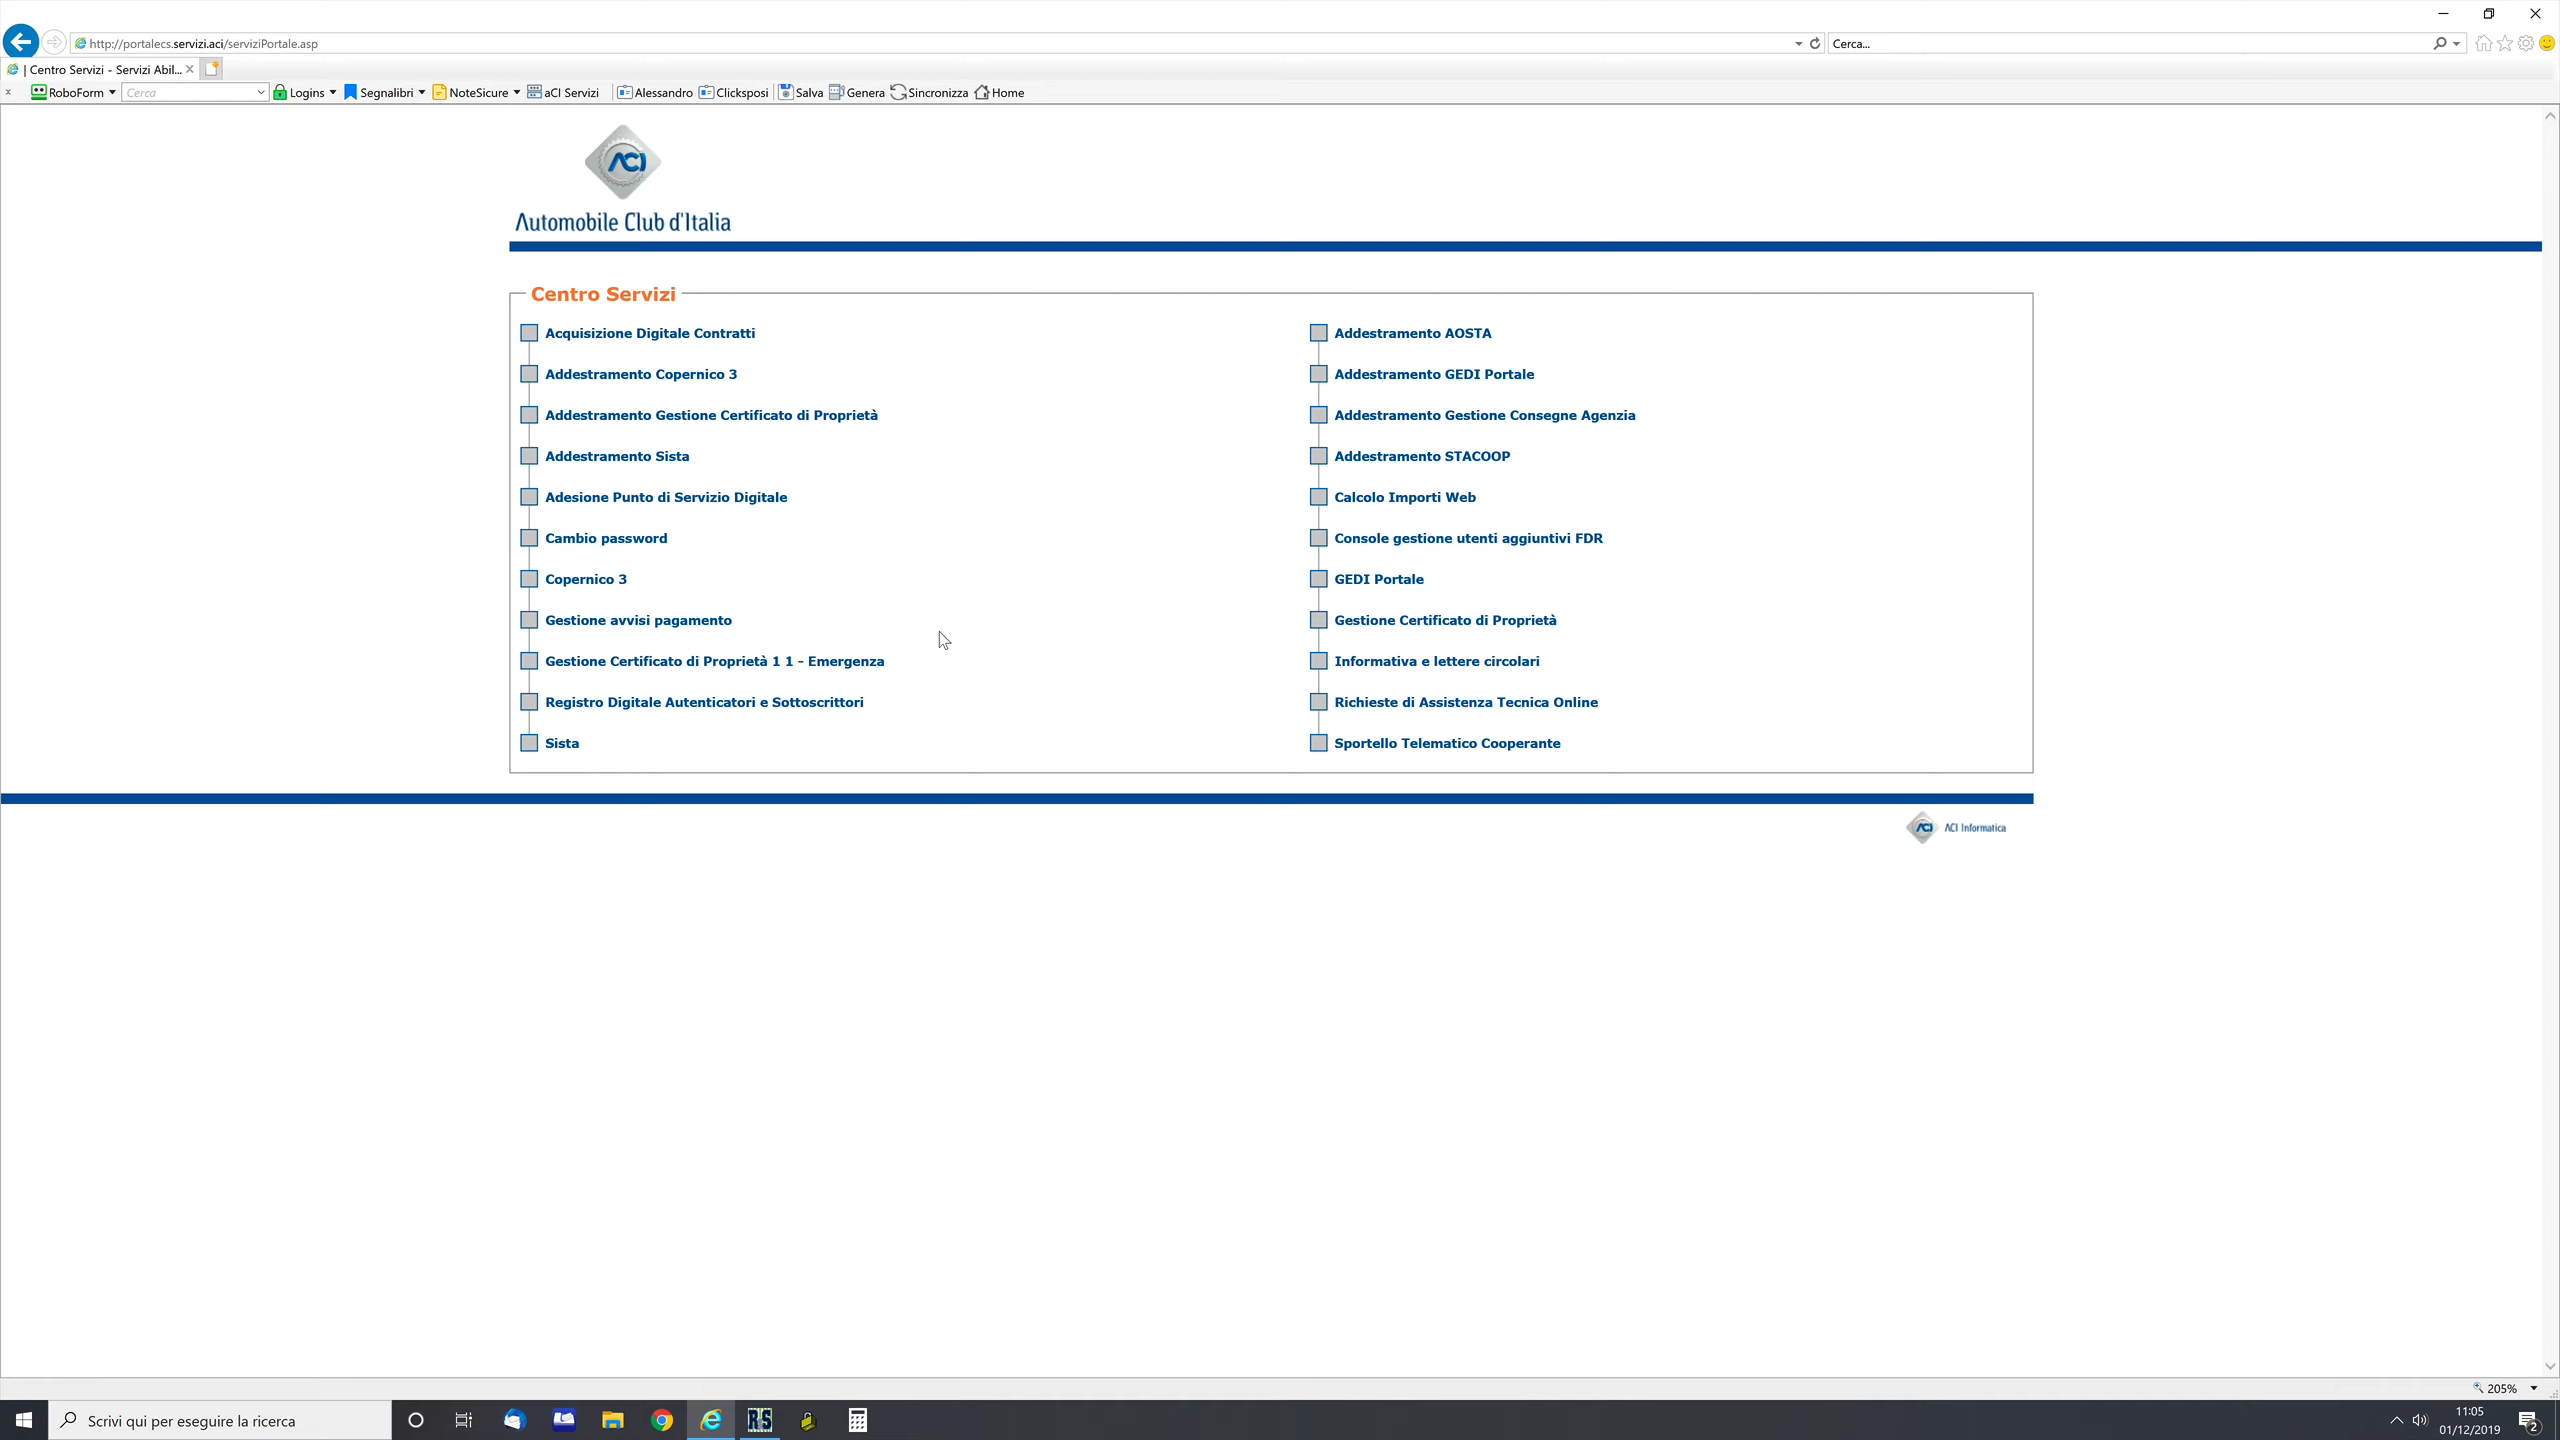 http://portalecs.servizi.aci/serviziPortale.asp
Cerca...
| Centro Servizi - Servizi Abil...
x RoboForm Cerca Logins Segnalibri NoteSicure aCI Servizi Alessandro Clicksposi Salva Genera Sincronizza Home
ACI
Automobile Club d'Italia
Centro Servizi
Acquisizione Digitale Contratti
Addestramento AOSTA
Addestramento Copernico 3
Addestramento GEDI Portale
Addestramento Gestione Certificato di Proprietà
Addestramento Gestione Consegne Agenzia
Addestramento Sista
Addestramento STACOOP
Adesione Punto di Servizio Digitale
Calcolo Importi Web
Cambio password
Console gestione utenti aggiuntivi FDR
Copernico 3
GEDI Portale
Gestione avvisi pagamento
Gestione Certificato di Proprietà
Gestione Certificato di Proprietà 1 1 - Emergenza
Informativa e lettere circolari
Registro Digitale Autenticatori e Sottoscrittori
Richieste di Assistenza Tecnica Online
Sista
Sportello Telematico Cooperante
ACI ACI Informatica
205%
Scrivi qui per eseguire la ricerca
RS
11:05
01/12/2019
2